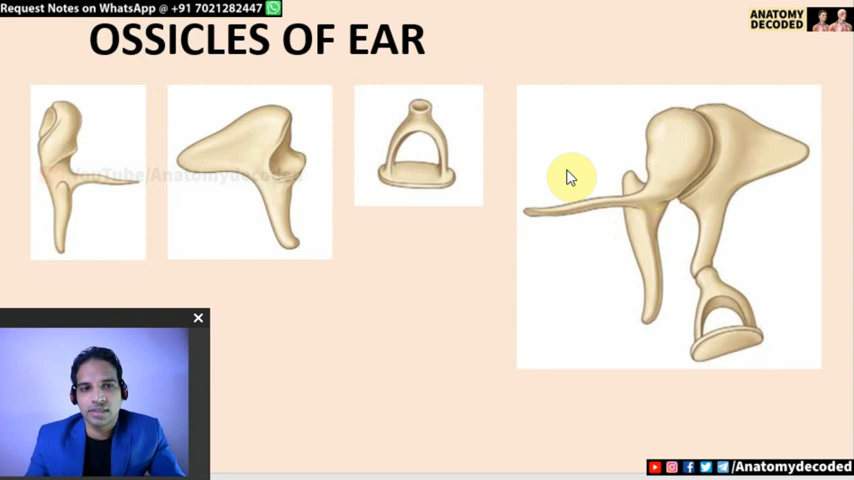 Request Notes on WhatsApp @ +91 7021282447
ANATOMY
DECODED
OSSICLES OF EAR
YouTube/Anatomydecoded
/Anatomydecoded